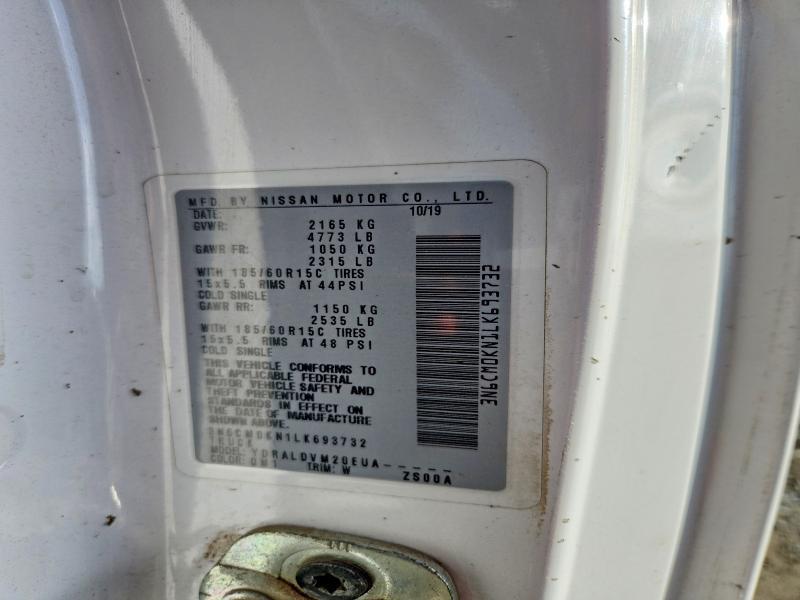 MFD. BY NISSAN MOTOR CO., LTD.
DATE: 10/19
GVWR: 2165 KG
4773 LB
GAWR FR: 1050 KG
2315 LB
WITH 185/60R15C TIRES
15x5.5 RIMS AT 44PSI
COLD SINGLE
GAWR RR: 1150 KG
2535 LB
WITH 185/60R15C TIRES
15x5.5 RIMS AT 48 PSI
COLD SINGLE
THIS VEHICLE CONFORMS TO
ALL APPLICABLE FEDERAL
MOTOR VEHICLE SAFETY AND
THEFT PREVENTION
STANDARDS IN EFFECT ON
THE DATE OF MANUFACTURE
SHOWN ABOVE.
3N6CM0KN1LK693732
TRUCK
MODEL: YDRALDVM20EUA-----
COLOR: QM1 TRIM: W ZS00A
3N6CM0KN1LK693732